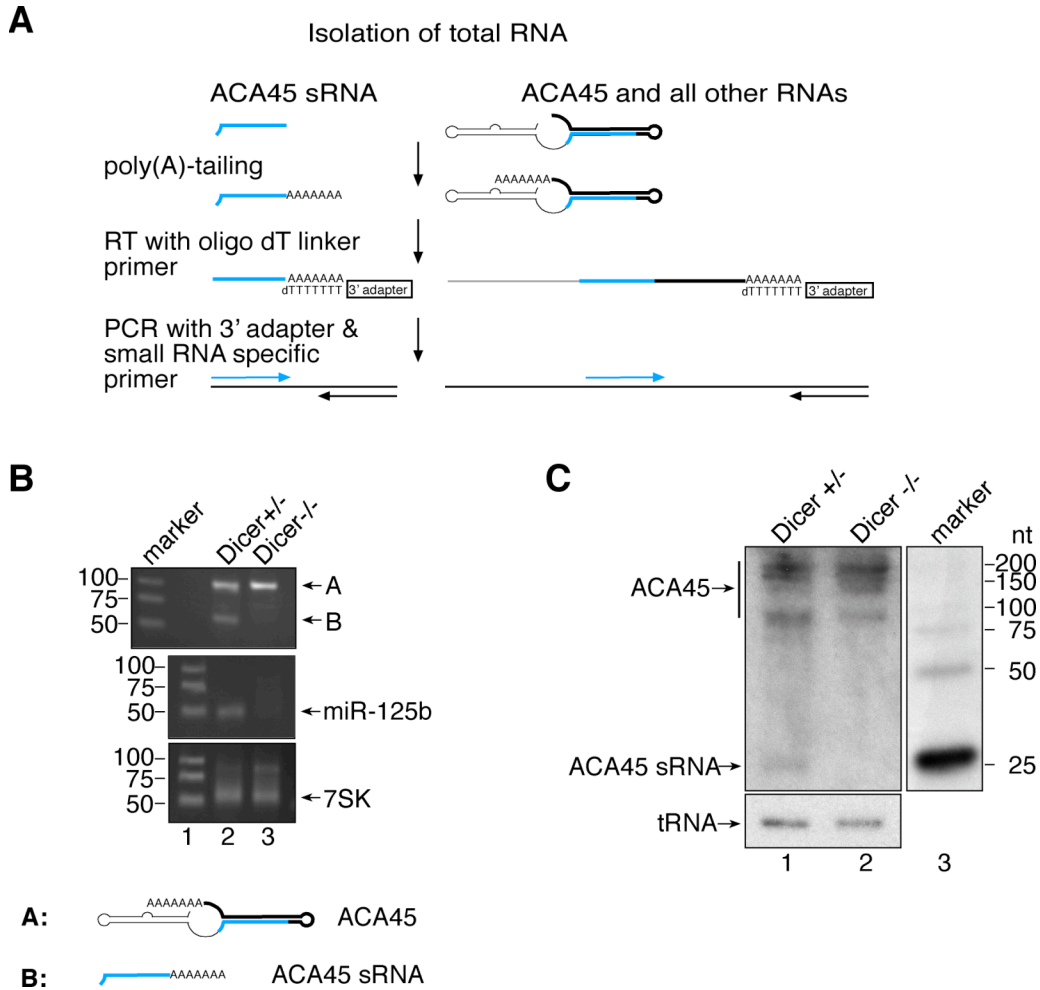 A
Isolation of total RNA
ACA45 sRNA
ACA45 and all other RNAs
poly(A)-tailing
AAAAAAA
AAAAAAA
RT with oligo dT linker
primer
AAAAAAA
dTTTTTTT
3' adapter
AAAAAAA
dTTTTTTT
3' adapter
PCR with 3' adapter &
small RNA specific
primer
B
marker
Dicer+/-
Dicer-/-
100
75
50
A
B
100
75
50
miR-125b
100
75
50
7SK
1 2 3
C
Dicer +/-
Dicer -/-
marker
nt
ACA45
200
150
100
75
50
25
ACA45 sRNA
tRNA
1 2 3
A:
AAAAAAA
ACA45
B:
AAAAAAA
ACA45 sRNA